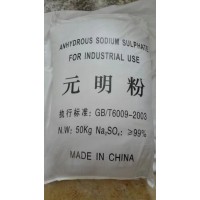 ANHYDROUS SODIUM SULPHATE
FOR INDUSTRIAL USE
元明粉
执行标准: GB/T6009-2003
N.W: 50Kg Na₂SO₄: ≥99%
MADE IN CHINA